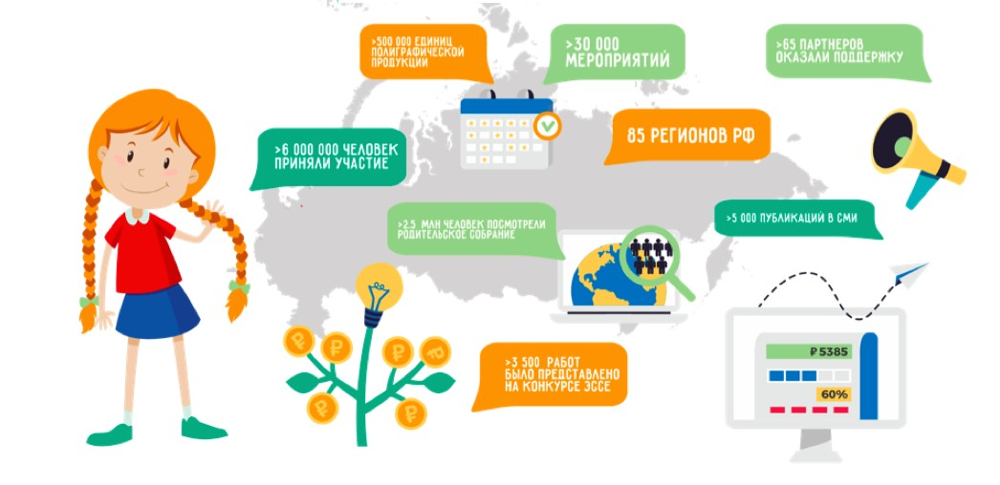 >500 000 ЕДИНИЦ
ПОЛИГРАФИЧЕСКОЙ
ПРОДУКЦИИ
>30 000
МЕРОПРИЯТИЙ
>65 ПАРТНЕРОВ
ОКАЗАЛИ ПОДДЕРЖКУ
>6 000 000 ЧЕЛОВЕК
ПРИНЯЛИ УЧАСТИЕ
85 РЕГИОНОВ РФ
>2.5 МЛН ЧЕЛОВЕК ПОСМОТРЕЛИ
РОДИТЕЛЬСКОЕ СОБРАНИЕ
>5 000 ПУБЛИКАЦИЙ В СМИ
>3 500 РАБОТ
БЫЛО ПРЕДСТАВЛЕНО
НА КОНКУРСЕ ЭССЕ
₽ 5385
60%
₽
₽
₽
₽
₽
₽